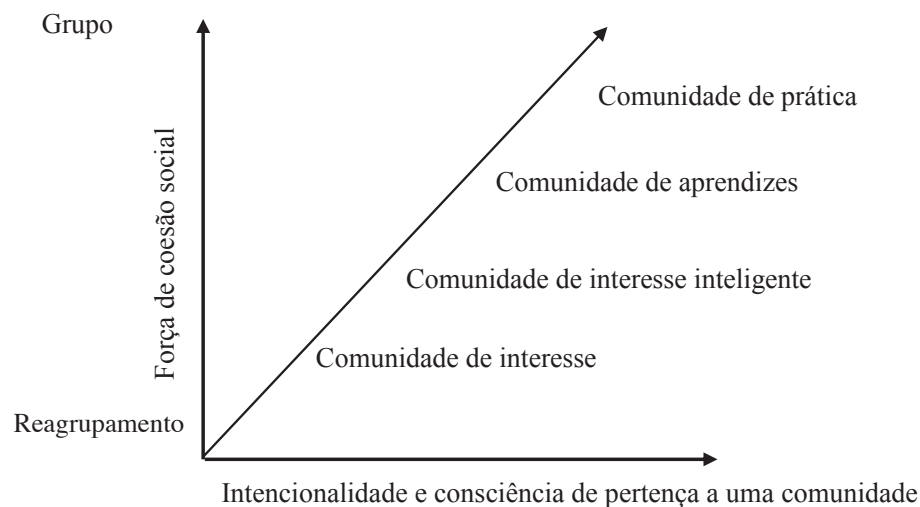 Grupo
Comunidade de prática
Comunidade de aprendizes
Força de coesão social
Comunidade de interesse inteligente
Comunidade de interesse
Reagrupamento
Intencionalidade e consciência de pertença a uma comunidade